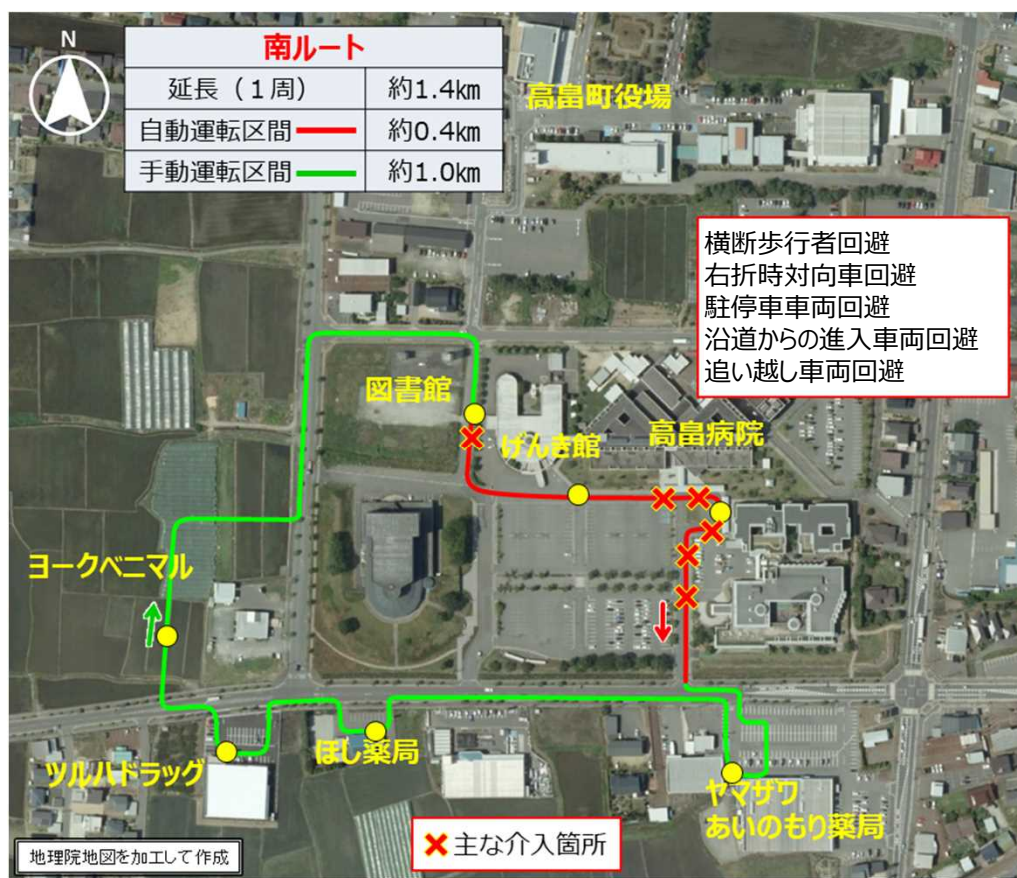 N
南ルート
延長（１周） 約1.4km
自動運転区間 約0.4km
手動運転区間 約1.0km
高畠町役場
横断歩行者回避
右折時対向車回避
駐停車車両回避
沿道からの進入車両回避
追い越し車両回避
図書館
げんき館
高畠病院
ヨークベニマル
ツルハドラッグ
ほし薬局
ヤマザワ
あいのもり薬局
主な介入箇所
地理院地図を加工して作成